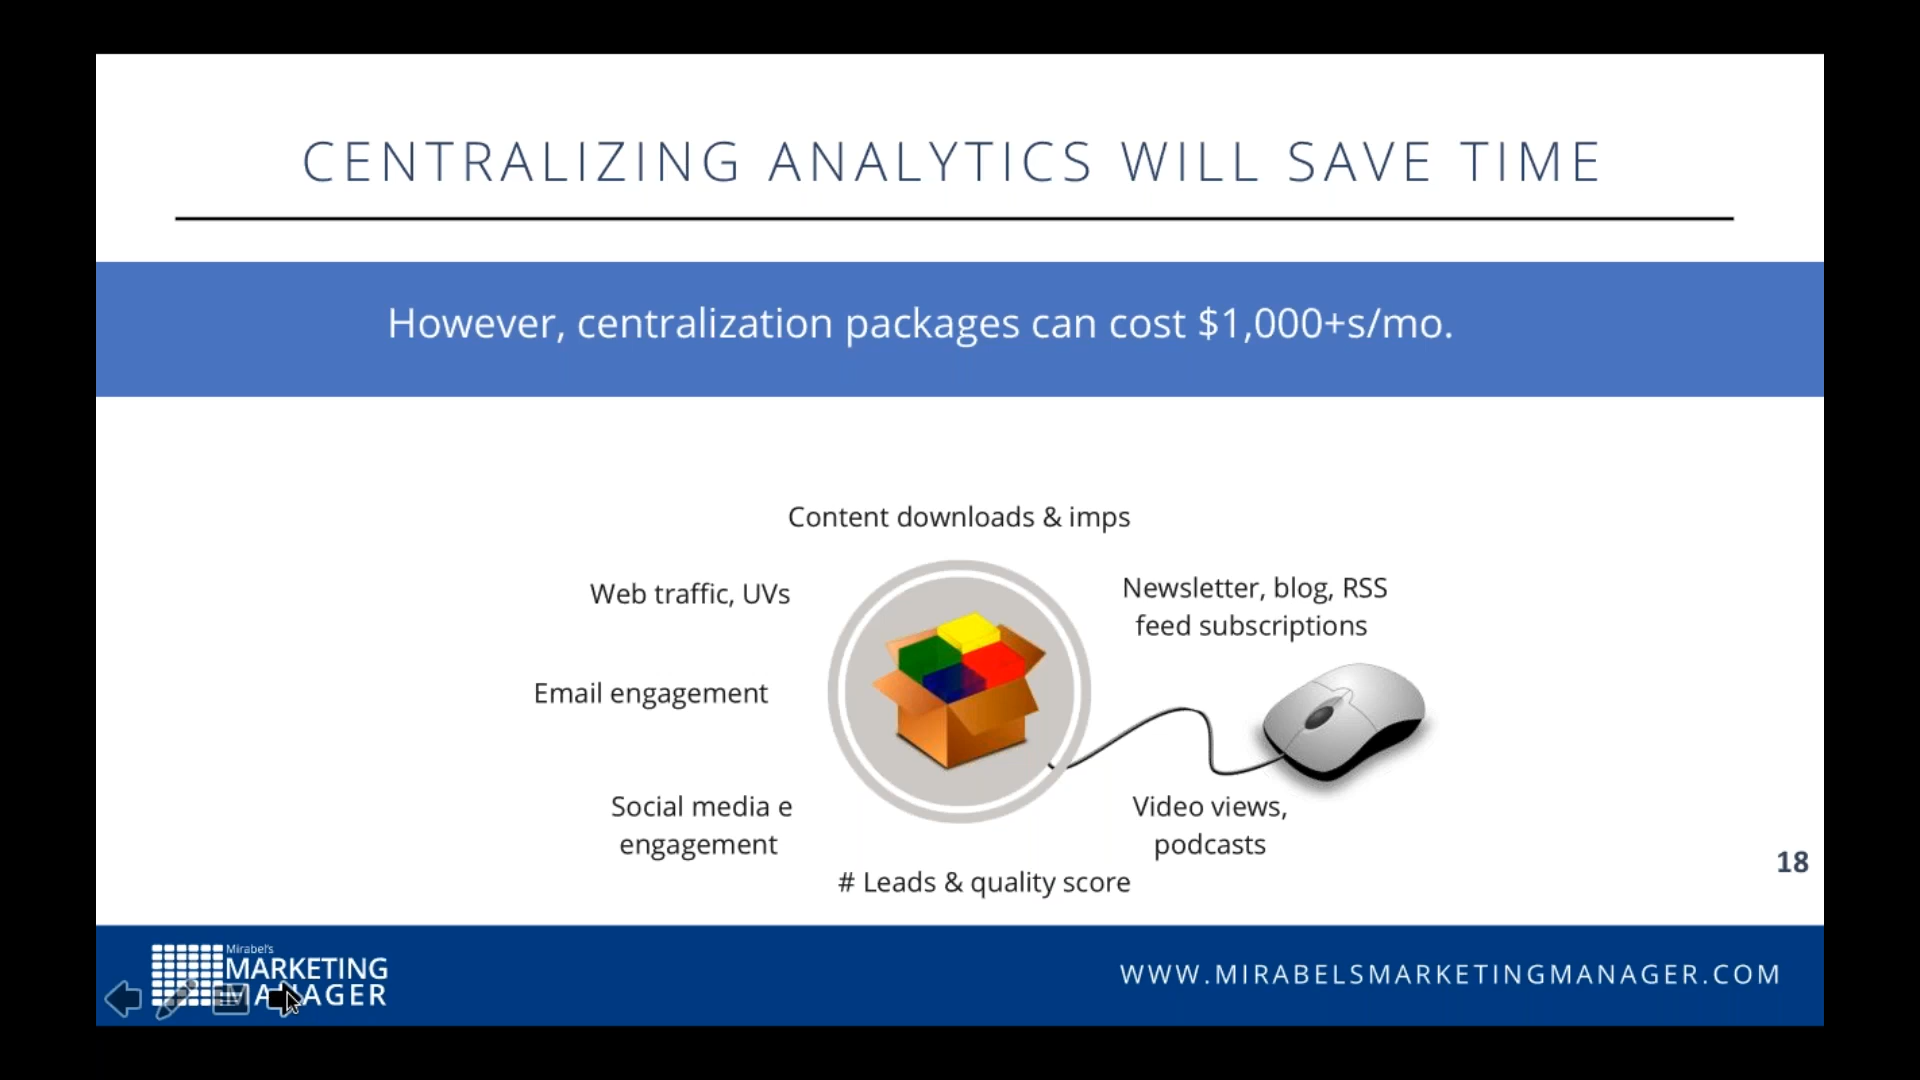 CENTRALIZING ANALYTICS WILL SAVE TIME
However, centralization packages can cost $1,000+s/mo.
Content downloads & imps
Web traffic, UVs
Newsletter, blog, RSS
feed subscriptions
Email engagement
Social media e
engagement
Video views,
podcasts
# Leads & quality score
18
Mirabel's
MARKETING
MANAGER
WWW.MIRABELSMARKETINGMANAGER.COM